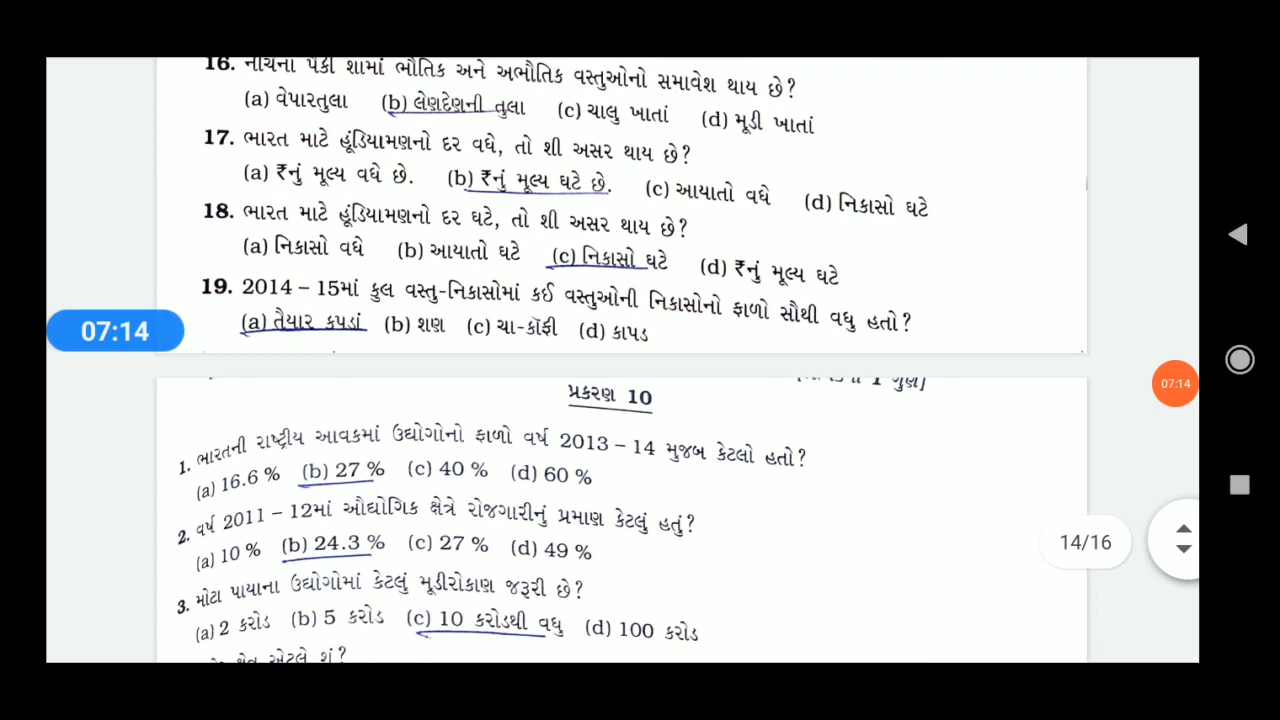 16. નીચેના પૈકી શામાં ભૌતિક અને અભૌતિક વસ્તુઓનો સમાવેશ થાય છે?
(a) વેપારતુલા (b) લેણદેણની તુલા (c) ચાલુ ખાતાં (d) મૂડી ખાતાં
17. ભારત માટે હૂંડિયામણનો દર વધે, તો શી અસર થાય છે?
(a) ₹નું મૂલ્ય વધે છે. (b) ₹નું મૂલ્ય ઘટે છે. (c) આયાતો વધે (d) નિકાસો ઘટે
18. ભારત માટે હૂંડિયામણનો દર ઘટે, તો શી અસર થાય છે?
(a) નિકાસો વધે (b) આયાતો ઘટે (c) નિકાસો ઘટે (d) ₹નું મૂલ્ય ઘટે
19. 2014 – 15માં કુલ વસ્તુ-નિકાસોમાં કઈ વસ્તુઓની નિકાસોનો ફાળો સૌથી વધુ હતો?
(a) તૈયાર કપડાં (b) શણ (c) ચા-કૉફી (d) કાપડ
07:14
07:14
1 ગુણ]
પ્રકરણ 10
1. ભારતની રાષ્ટ્રીય આવકમાં ઉદ્યોગોનો ફાળો વર્ષ 2013 – 14 મુજબ કેટલો હતો?
(a) 16.6 % (b) 27 % (c) 40 % (d) 60 %
2. વર્ષ 2011 – 12માં ઔદ્યોગિક ક્ષેત્રે રોજગારીનું પ્રમાણ કેટલું હતું?
(a) 10 % (b) 24.3 % (c) 27 % (d) 49 %
14/16
3. મોટા પાયાના ઉદ્યોગોમાં કેટલું મૂડીરોકાણ જરૂરી છે?
(a) 2 કરોડ (b) 5 કરોડ (c) 10 કરોડથી વધુ (d) 100 કરોડ
ક્ષેત્ર એટલે શું?